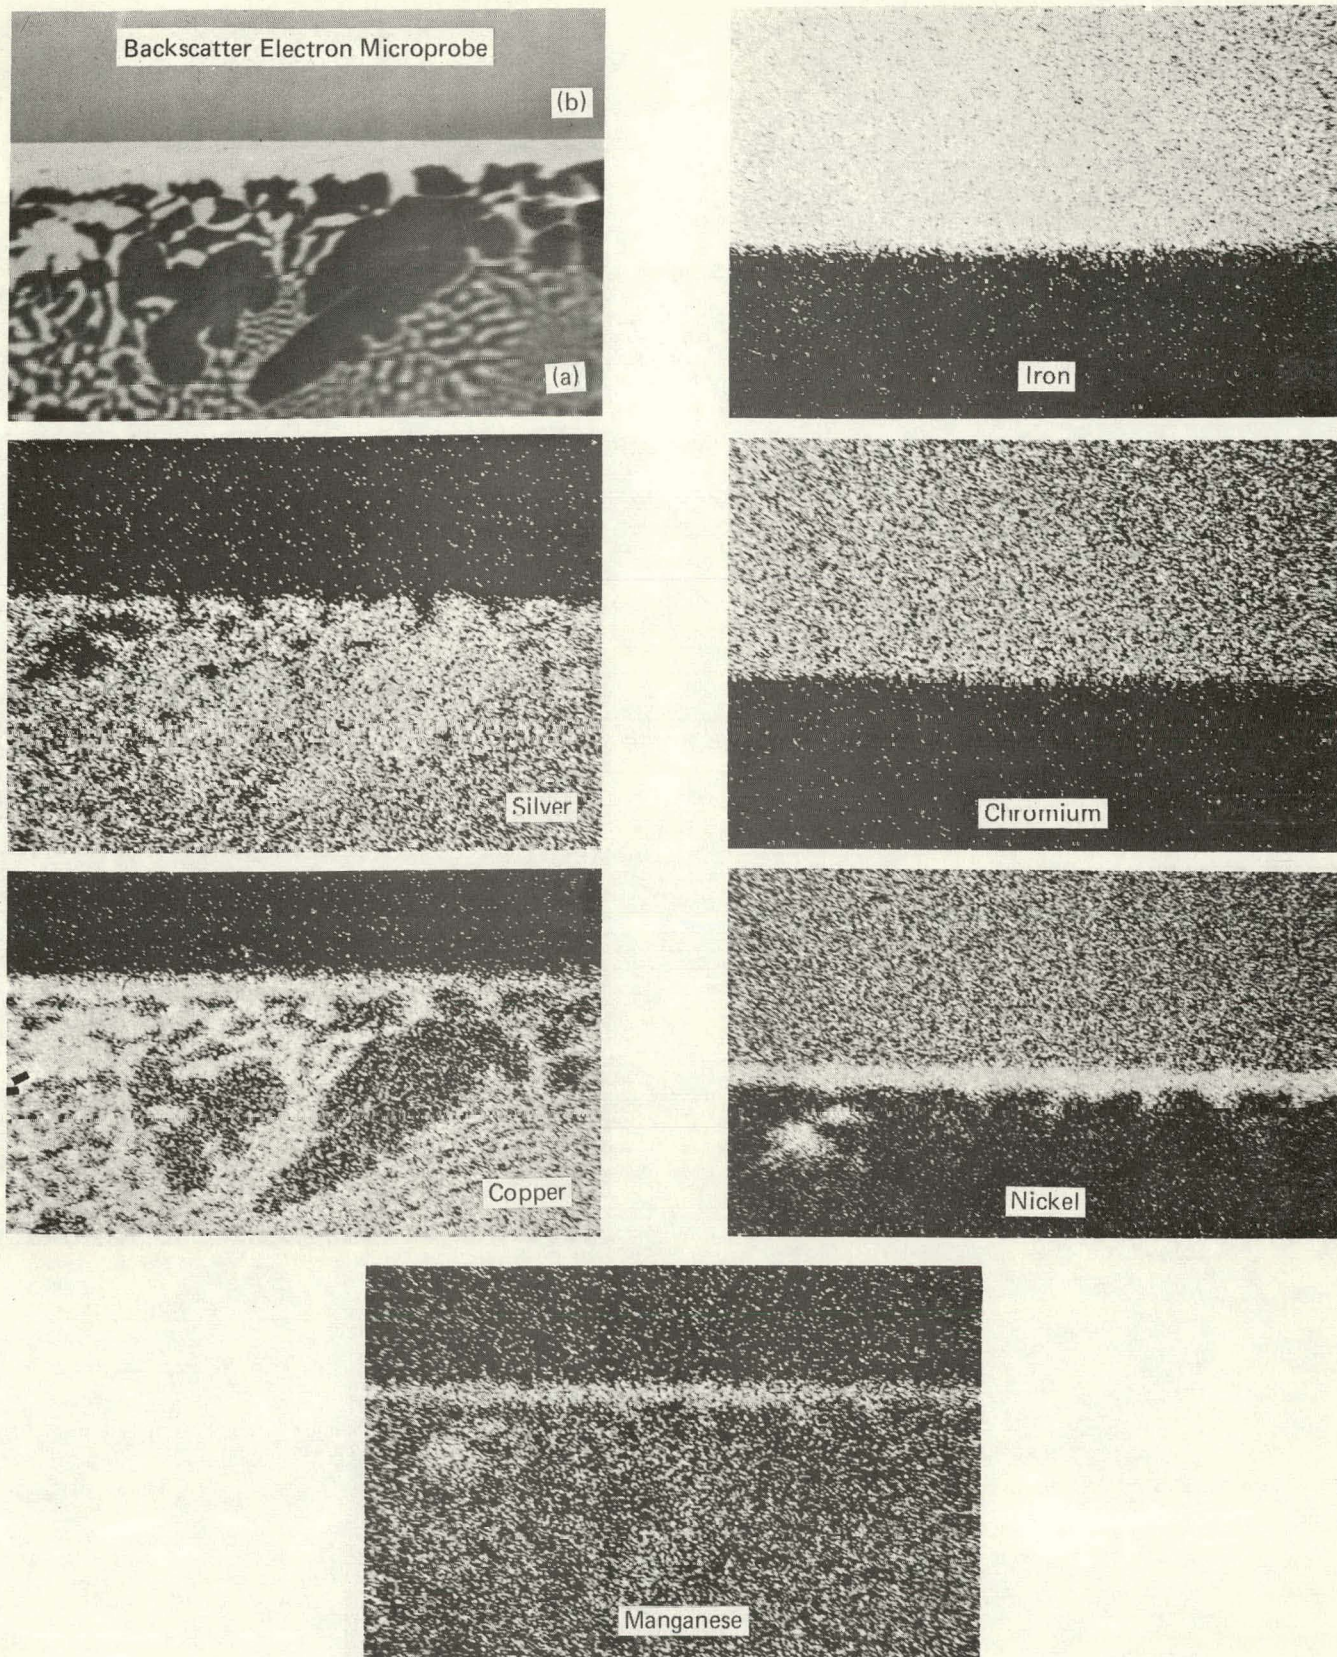 Backscatter Electron Microprobe
(b)
(a)
Iron
Silver
Chromium
Copper
Nickel
Manganese